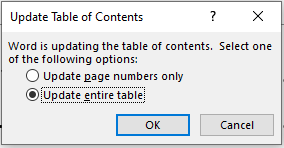 Update Table of Contents
Word is updating the table of contents. Select one
of the following options:
Update page numbers only
Update entire table
OK
Cancel